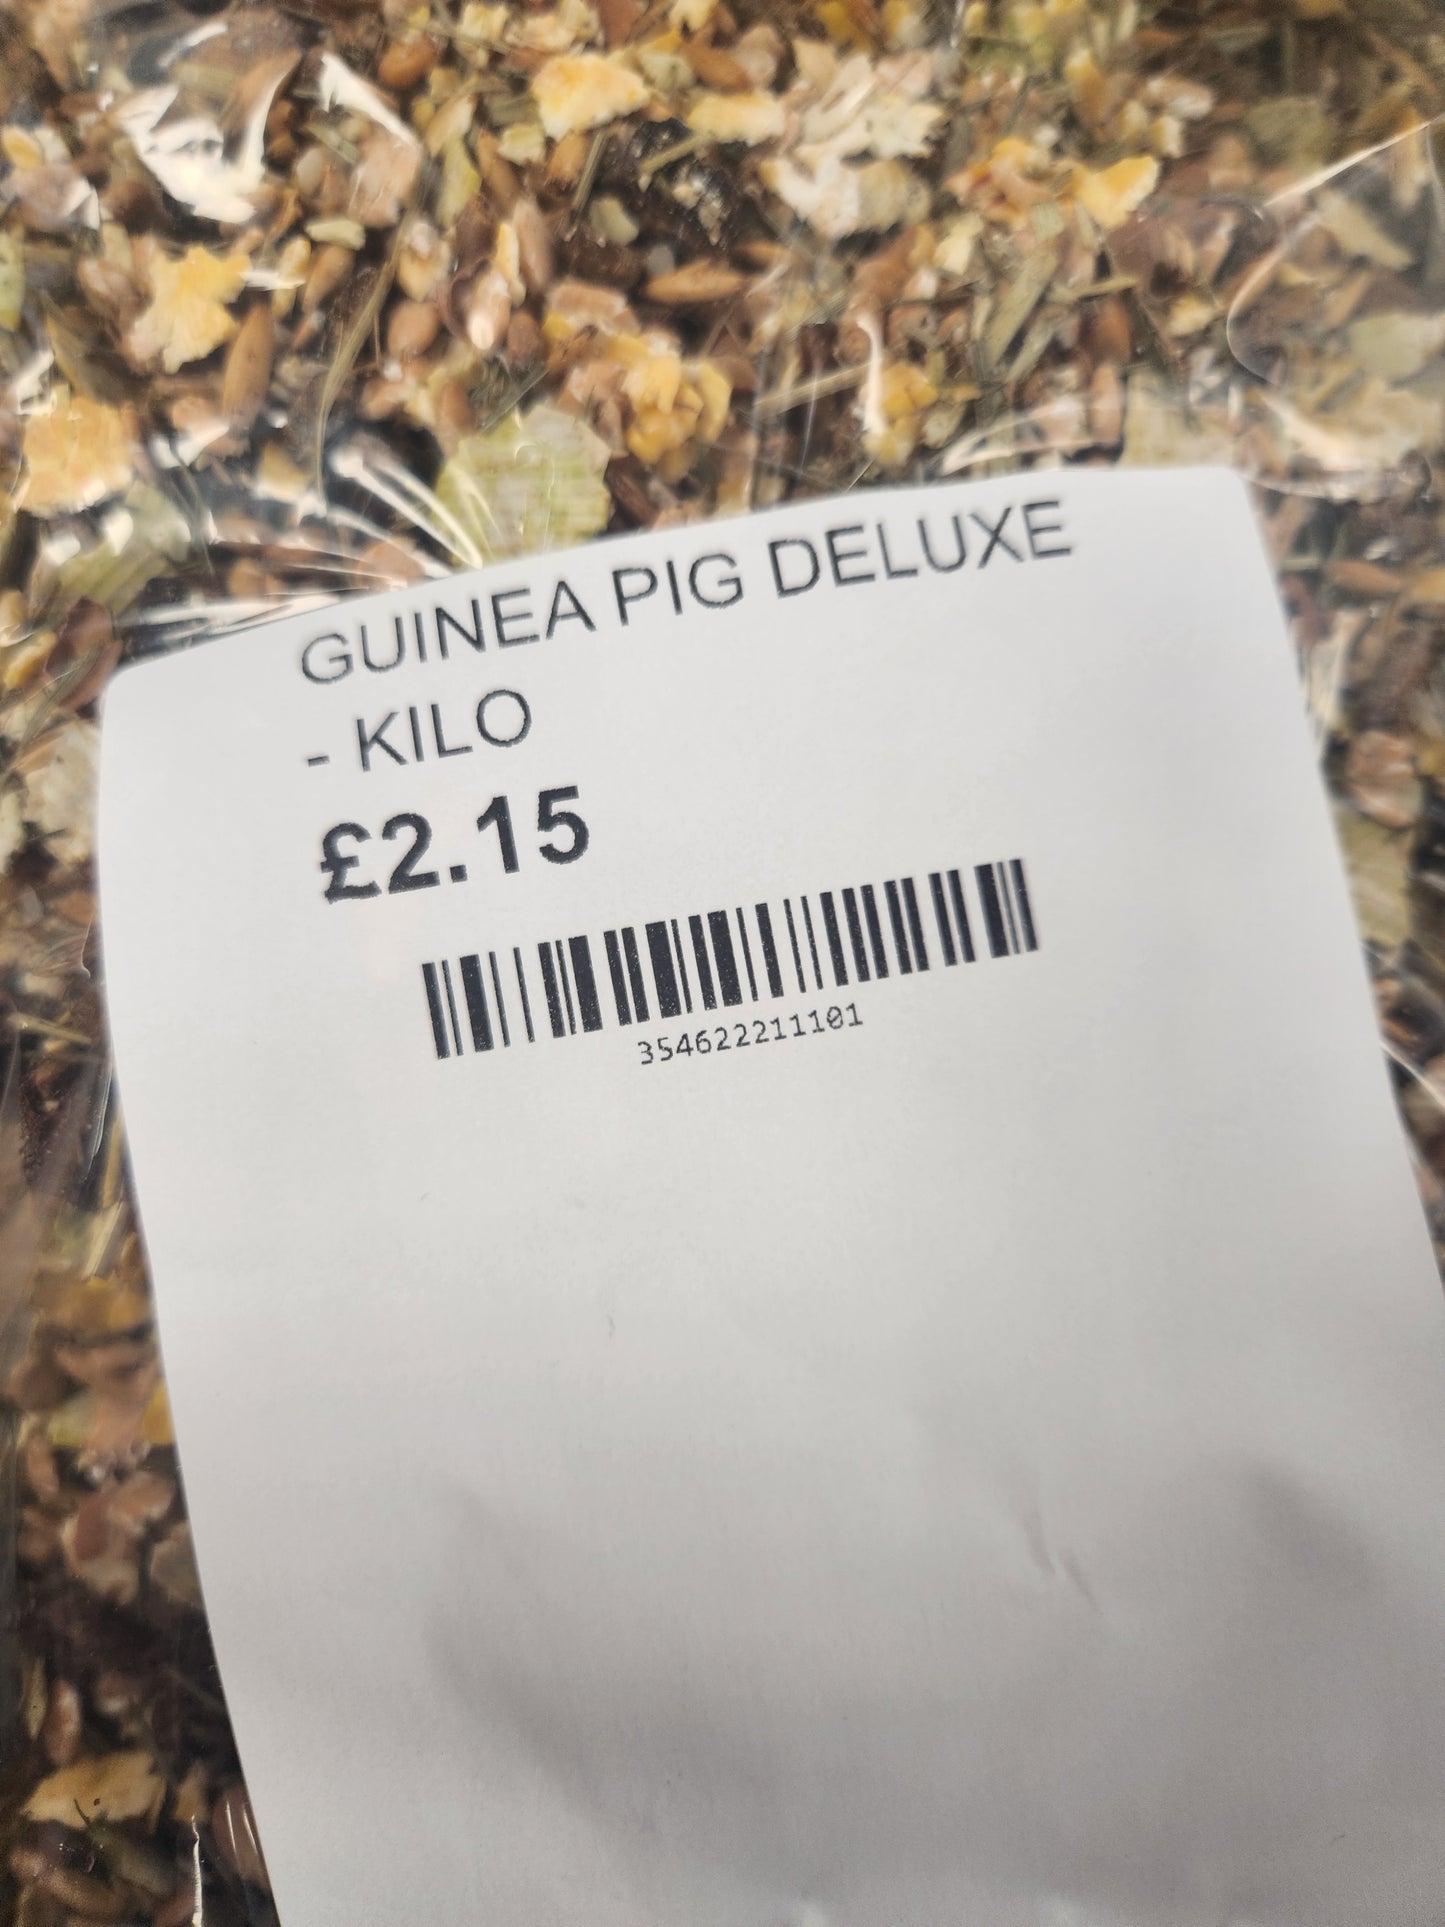 GUINEA PIG DELUXE
- KILO
£2.15
354622211101